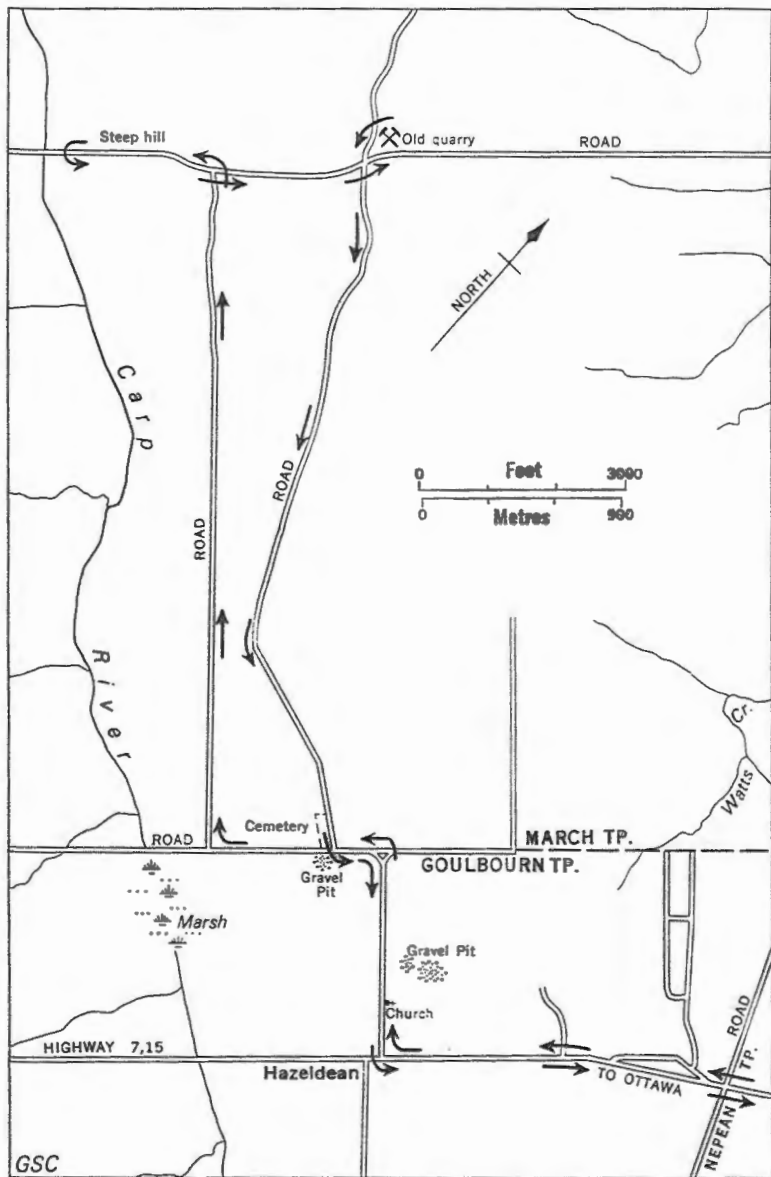 Steep hill
Old quarry
ROAD
NORTH
Carp
0 Feet 3000
Metres
0 900
ROAD
ROAD
River
Cr.
Watts
Cemetery
ROAD
MARCH TP.
GOULBOURN TP.
Gravel
Pit
Marsh
Gravel Pit
Church
HIGHWAY 7,15
ROAD
Hazeldean
TO OTTAWA
NEPEAN TP.
GSC